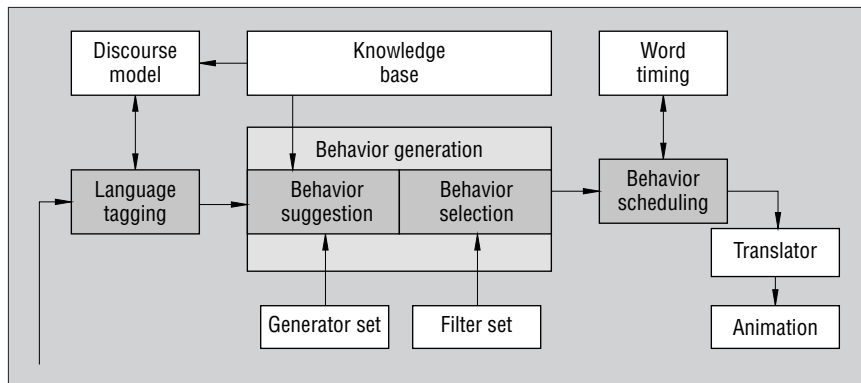 Discourse
model
Knowledge
base
Word
timing
Behavior generation
Language
tagging
Behavior
suggestion
Behavior
selection
Behavior
scheduling
Translator
Generator set
Filter set
Animation